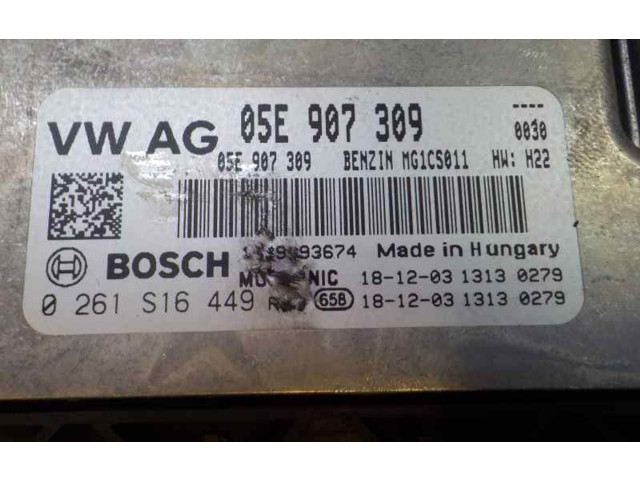 VW AG 05E 907 309 ----
0030
05E 907 309 BENZIN MG1CS011 HW: H22
Made in Hungary
BOSCH 18-12-03 1313 0279
0 261 S16 449 658 18-12-03 1313 0279